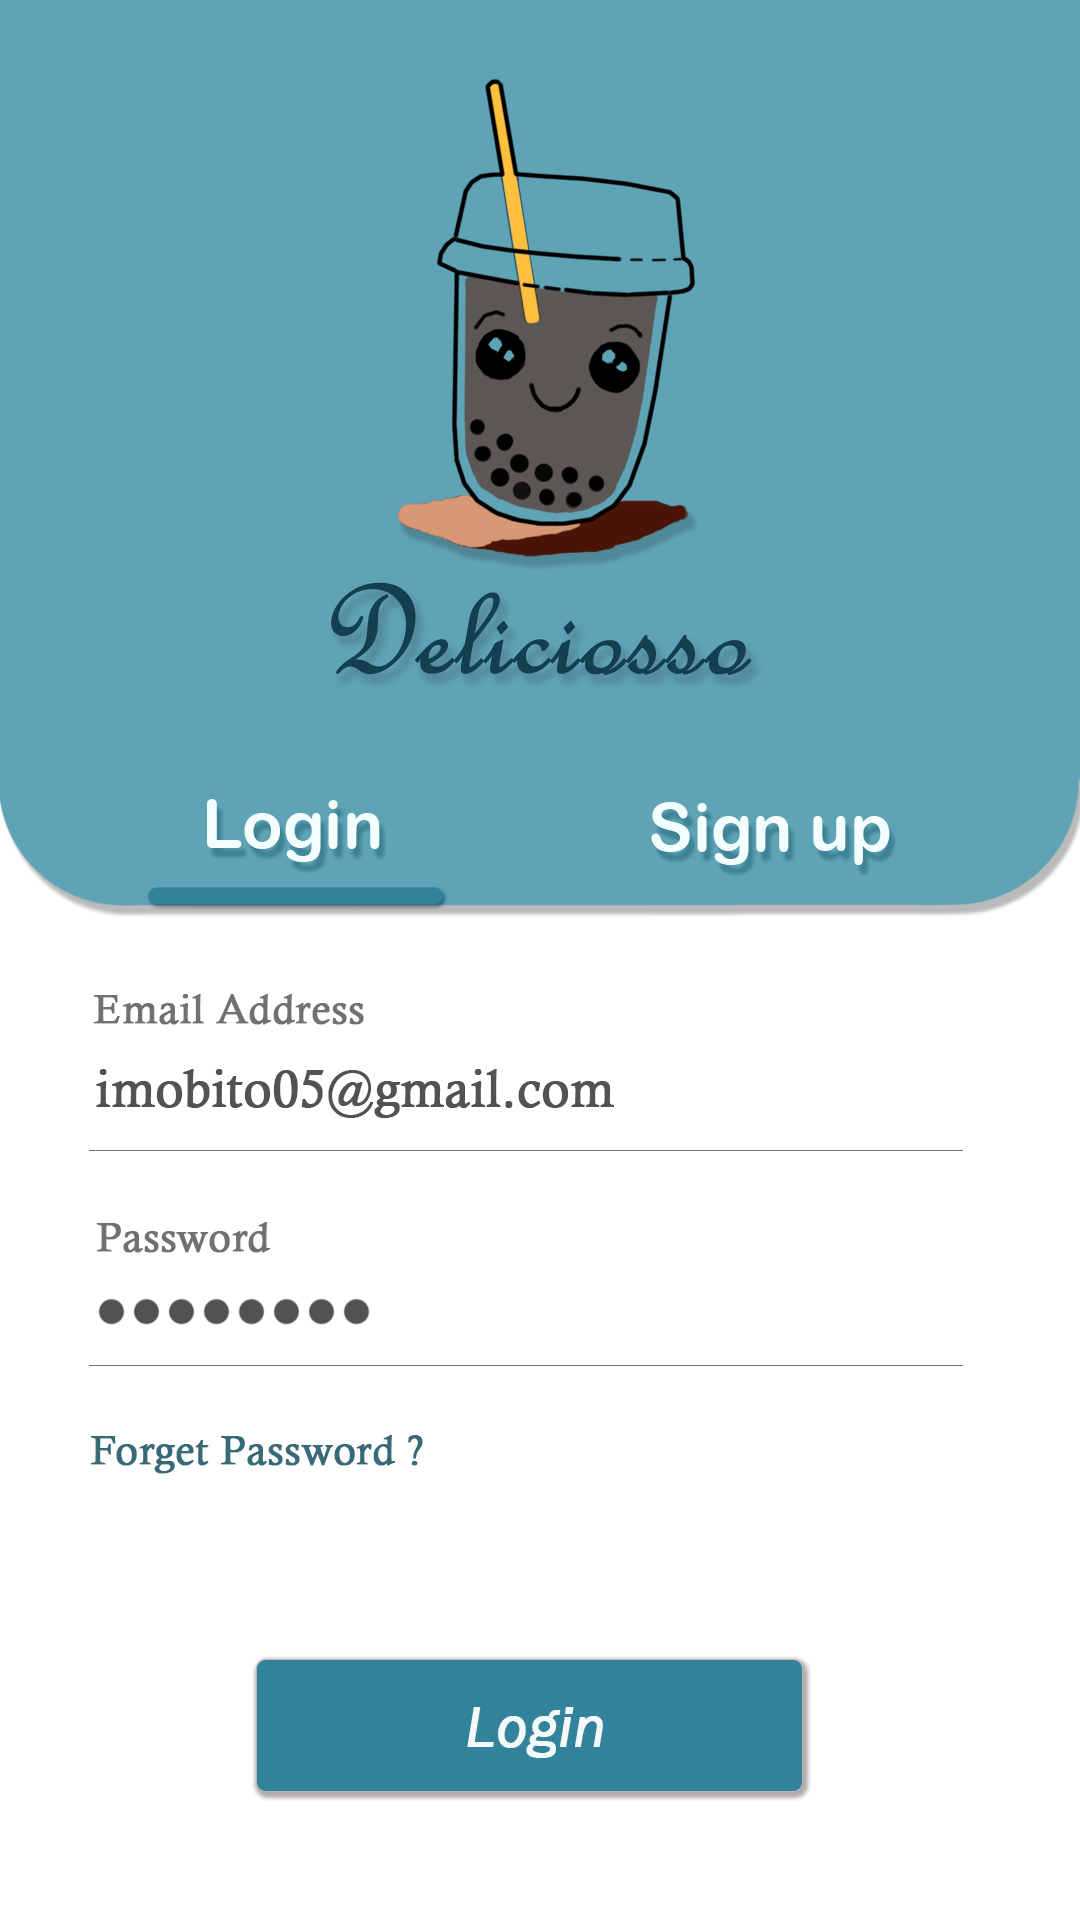 Deliciosso
Login Sign up
Email Address
imobito05@gmail.com
Password
●●●●●●●●
Forget Password ?
Login